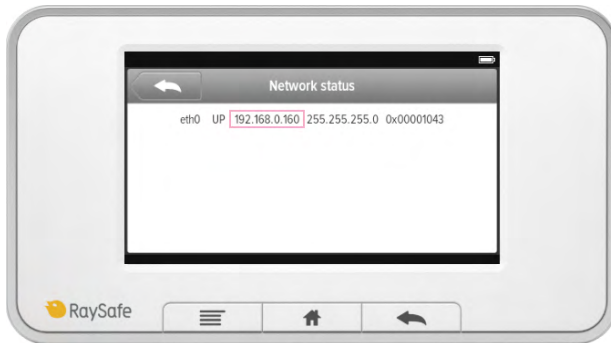 Network status
eth0 UP 192.168.0.160 255.255.255.0 0x00001043
RaySafe